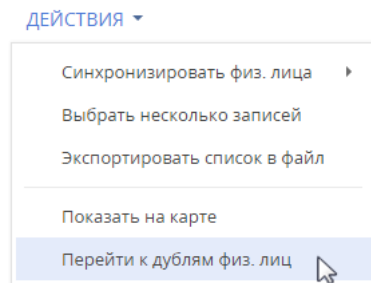 ДЕЙСТВИЯ
Синхронизировать физ. лица
Выбрать несколько записей
Экспортировать список в файл
Показать на карте
Перейти к дублям физ. лиц